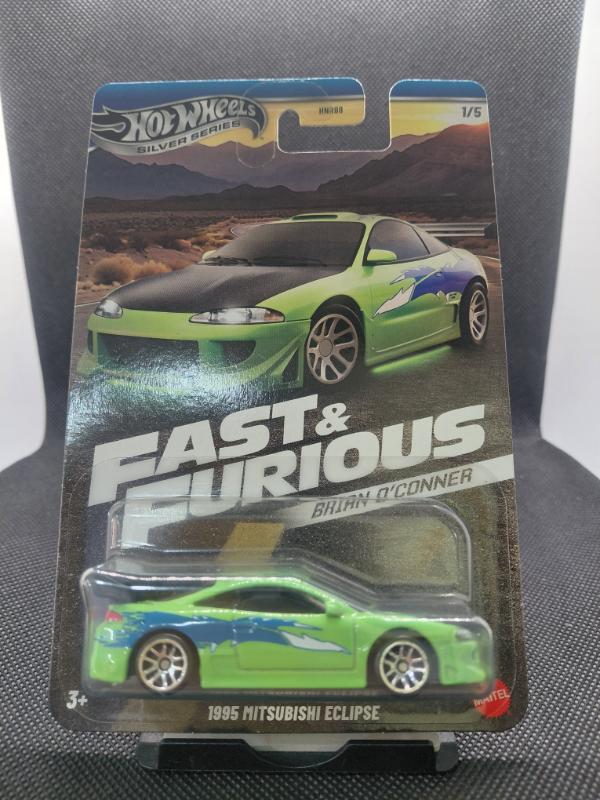 HOT WHEELS
SILVER SERIES
HNR88
1/5
FAST &
FURIOUS
BRIAN O'CONNER
3+
1995 MITSUBISHI ECLIPSE
MATTEL